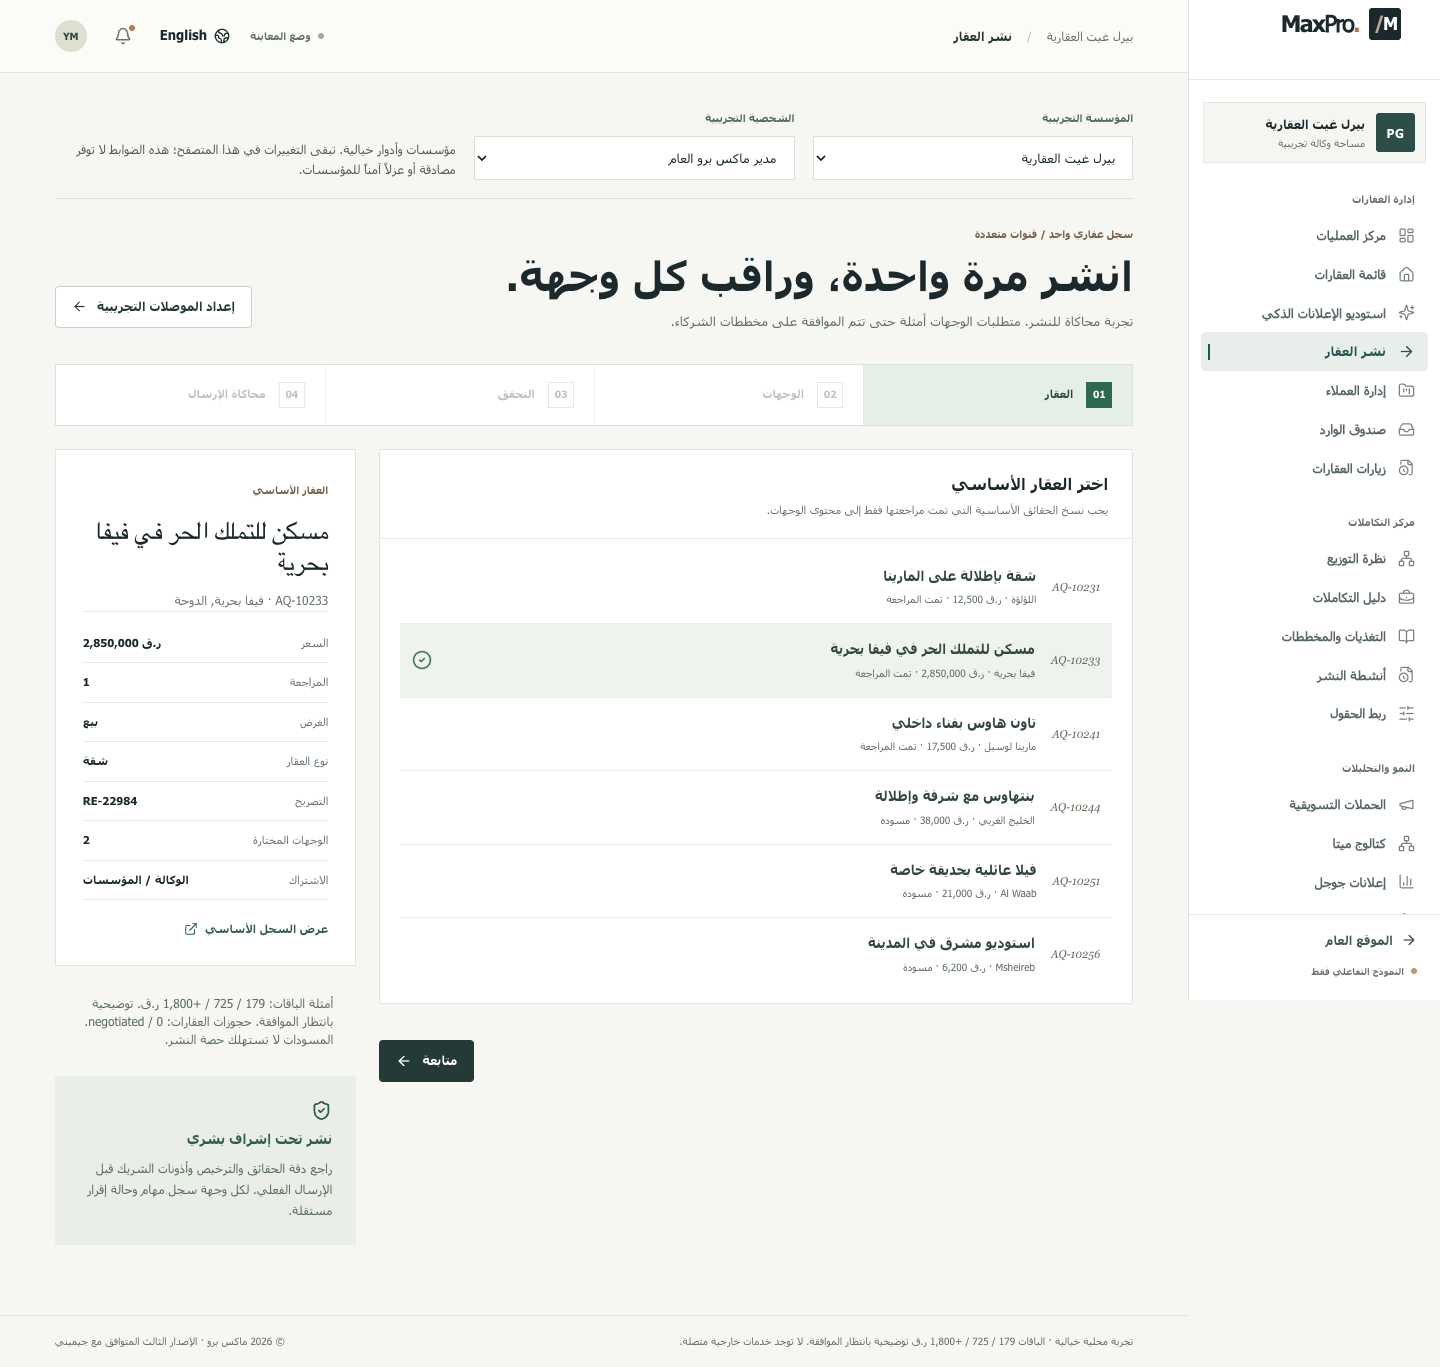 MaxPro.
/M
بيرل غيت العقارية
مساحة وكالة تجريبية
PG
إدارة العقارات
مركز العمليات
قائمة العقارات
استوديو الإعلانات الذكي
نشر العقار
إدارة العملاء
صندوق الوارد
زيارات العقارات
مركز التكاملات
نظرة التوزيع
دليل التكاملات
التغذيات والمخططات
أنشطة النشر
ربط الحقول
النمو والتحليلات
الحملات التسويقية
كتالوج ميتا
إعلانات جوجل
الموقع العام
النموذج التفاعلي فقط
بيرل غيت العقارية / نشر العقار
وضع المعاينة
English
YM
المؤسسة التجريبية
بيرل غيت العقارية
الشخصية التجريبية
مدير ماكس برو العام
مؤسسات وأدوار خيالية. تبقى التغييرات في هذا المتصفح؛ هذه الضوابط لا توفر
مصادقة أو عزلاً آمناً للمؤسسات.
سجل عقاري واحد / قنوات متعددة
انشر مرة واحدة، وراقب كل وجهة.
تجربة محاكاة للنشر. متطلبات الوجهات أمثلة حتى تتم الموافقة على مخططات الشركاء.
إعداد الموصلات التجريبية
01 العقار
02 الوجهات
03 التحقق
04 محاكاة الإرسال
اختر العقار الأساسي
يجب نسخ الحقائق الأساسية التي تمت مراجعتها فقط إلى محتوى الوجهات.
AQ-10231
شقة بإطلالة على المارينا
اللؤلؤة · ر.ق 12,500 · تمت المراجعة
AQ-10233
مسكن للتملك الحر في فيفا بحرية
فيفا بحرية · ر.ق 2,850,000 · تمت المراجعة
AQ-10241
تاون هاوس بفناء داخلي
مارينا لوسيل · ر.ق 17,500 · تمت المراجعة
AQ-10244
بنتهاوس مع شرفة وإطلالة
الخليج الغربي · ر.ق 38,000 · مسودة
AQ-10251
فيلا عائلية بحديقة خاصة
Al Waab · ر.ق 21,000 · مسودة
AQ-10256
استوديو مشرق في المدينة
Msheireb · ر.ق 6,200 · مسودة
متابعة
العقار الأساسي
مسكن للتملك الحر في فيفا
بحرية
AQ-10233 · فيفا بحرية, الدوحة
السعر ر.ق 2,850,000
المراجعة 1
الغرض بيع
نوع العقار شقة
التصريح RE-22984
الوجهات المختارة 2
الاشتراك الوكالة / المؤسسات
عرض السجل الأساسي
أمثلة الباقات: 179 / 725 / +1,800 ر.ق. توضيحية
بانتظار الموافقة. حجوزات العقارات: 0 / negotiated.
المسودات لا تستهلك حصة النشر.
نشر تحت إشراف بشري
راجع دقة الحقائق والترخيص وأذونات الشريك قبل
الإرسال الفعلي. لكل وجهة سجل مهام وحالة إقرار
مستقلة.
تجربة محلية خيالية · الباقات 179 / 725 / +1,800 ر.ق توضيحية بانتظار الموافقة. لا توجد خدمات خارجية متصلة.
© 2026 ماكس برو · الإصدار الثالث المتوافق مع جيميني